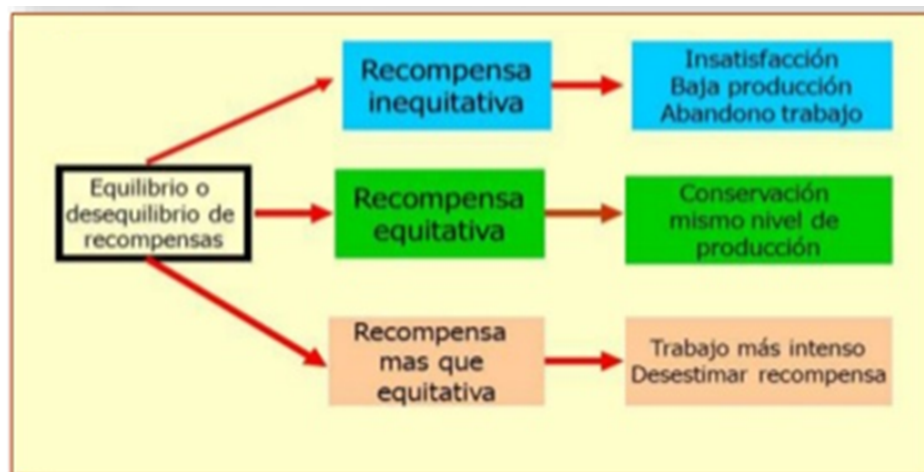 Equilibrio o
desequilibrio de
recompensas
Recompensa
inequitativa
Insatisfacción
Baja producción
Abandono trabajo
Recompensa
equitativa
Conservación
mismo nivel de
producción
Recompensa
mas que
equitativa
Trabajo más intenso
Desestimar recompensa